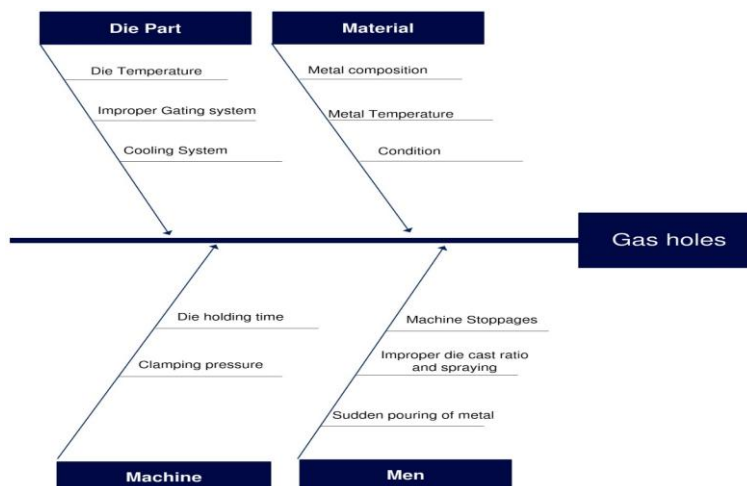 Die Part
Material
Die Temperature
Improper Gating system
Cooling System
Metal composition
Metal Temperature
Condition
Gas holes
Die holding time
Clamping pressure
Machine Stoppages
Improper die cast ratio
and spraying
Sudden pouring of metal
Machine
Men